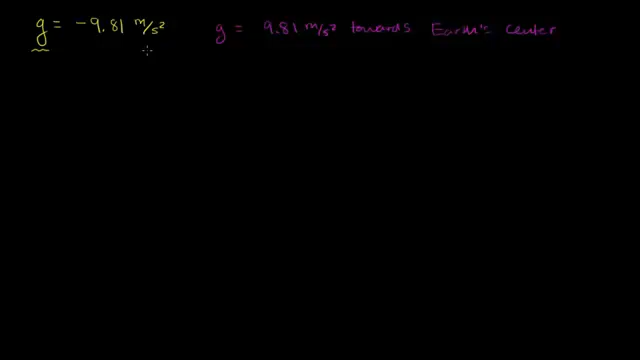 g = -9.81 m/s² g = 9.81 m/s² towards Earth's center